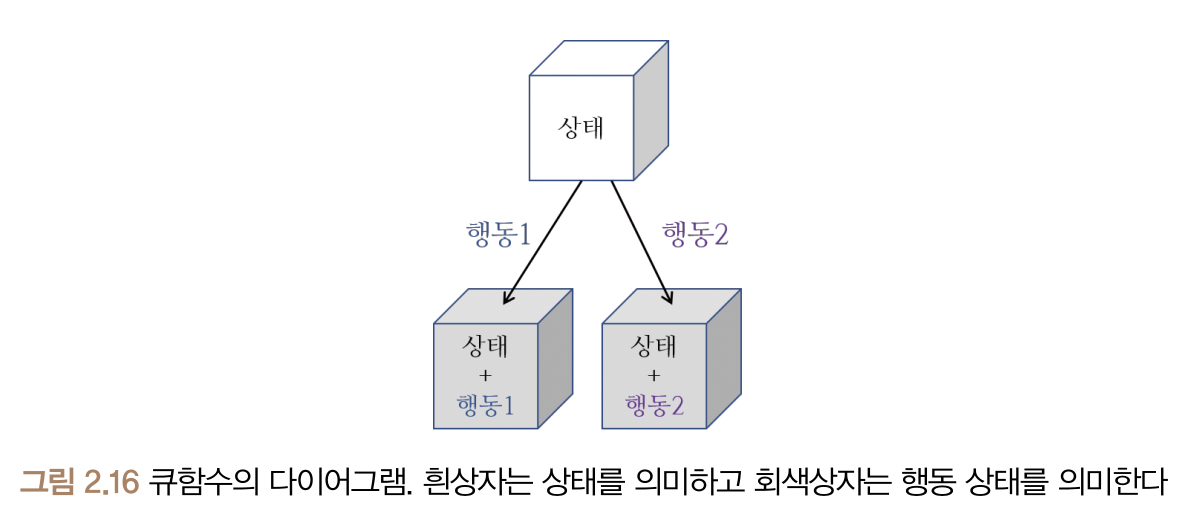 상태
행동1
행동2
상태
+
행동1
상태
+
행동2
그림 2.16 큐함수의 다이어그램. 흰상자는 상태를 의미하고 회색상자는 행동 상태를 의미한다